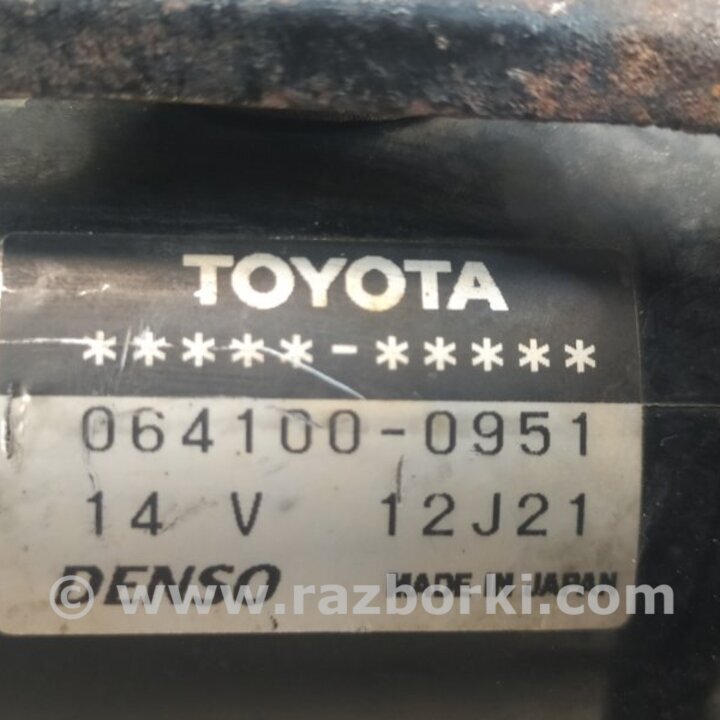 TOYOTA
*****-*****
064100-0951
14 V 12J21
DENSO MADE IN JAPAN
© www.razborki.com